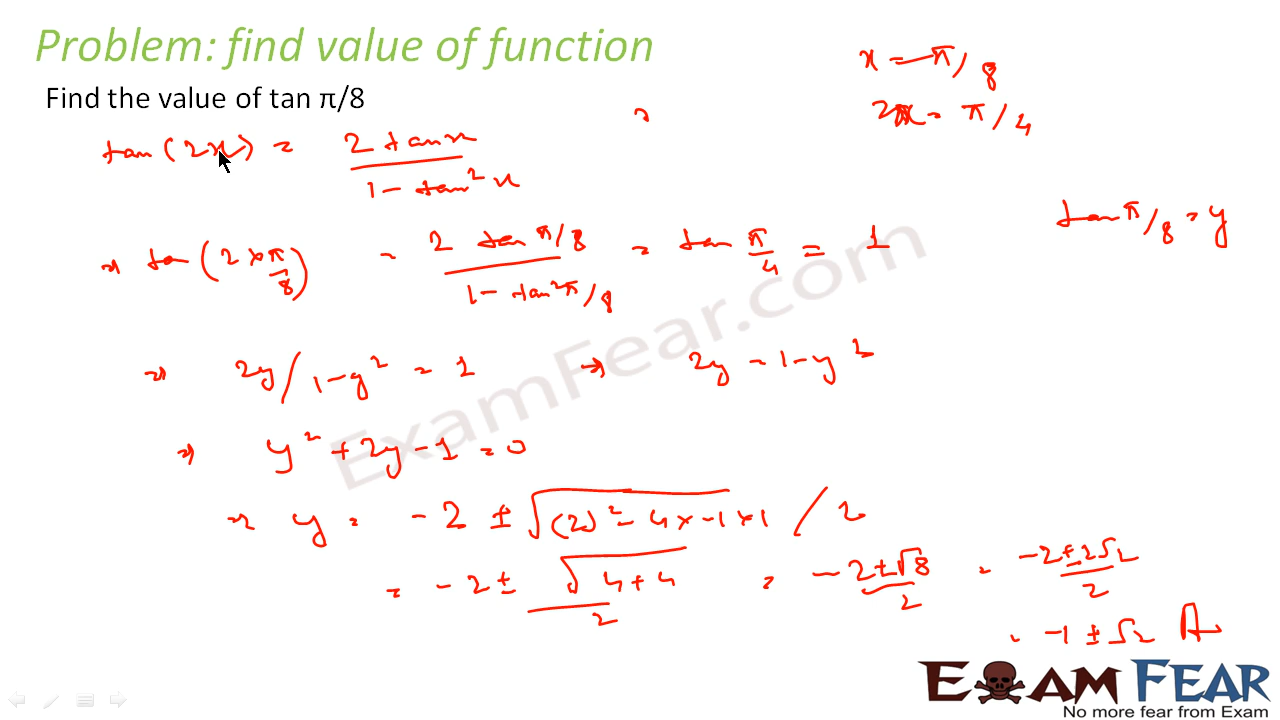 Problem: find value of function
x = π/8
Find the value of tan π/8
2x = π/4
tan (2x) = 2 tan x / 1 - tan² x
tan π/8 = y
⇒ tan (2 × π/8) = 2 tan π/8 / 1 - tan² π/8 = tan π/4 = 1
⇒ 2y / 1 - y² = 1 → 2y = 1 - y²
⇒ y² + 2y - 1 = 0
⇒ y = - 2 ± √(2)² - 4 × -1 × 1 / 2
= - 2 ± √4 + 4 / 2 = - 2 ± √8 / 2 = - 2 ± 2√2 / 2
= -1 ± √2 A
ExamFear.com
EXAM FEAR
No more fear from Exam